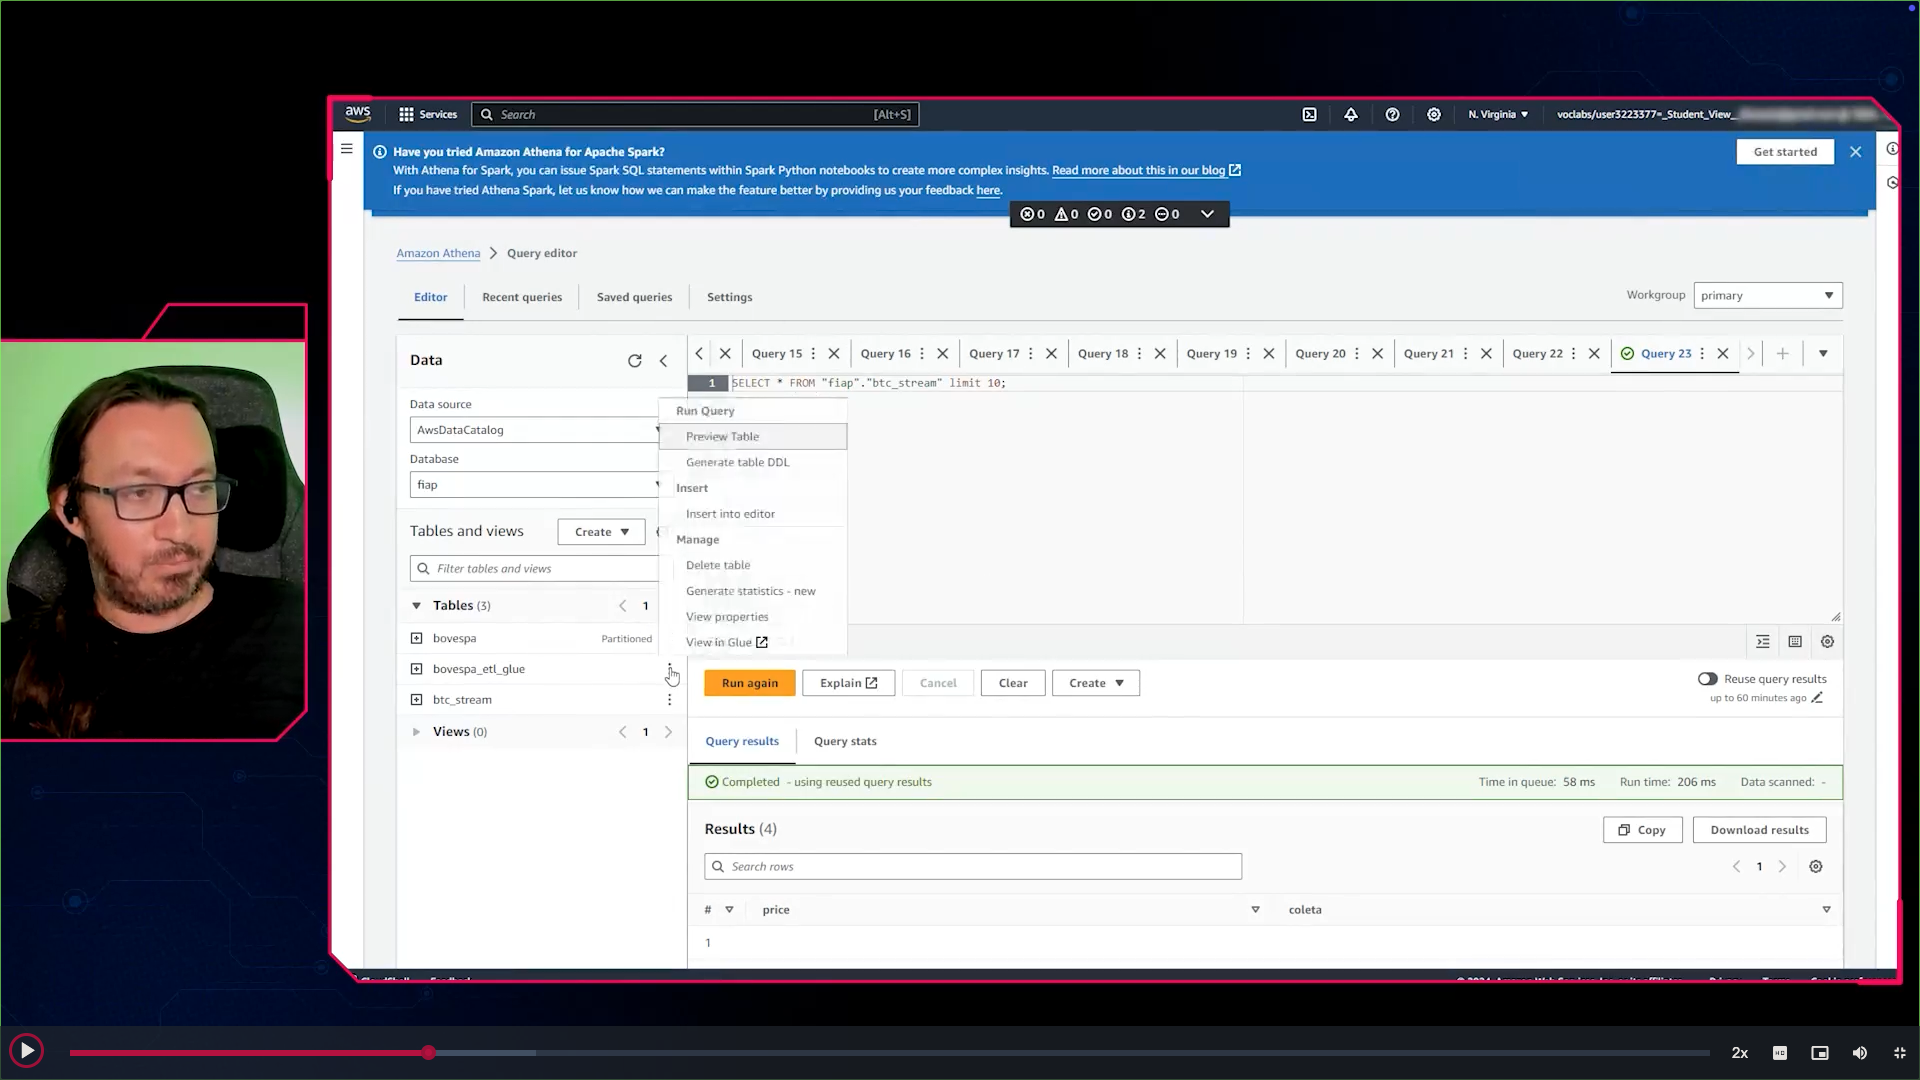 aws
Services
Search
[Alt+S]
N. Virginia
voclabs/user3223377=_Student_View_
Have you tried Amazon Athena for Apache Spark?
With Athena for Spark, you can issue Spark SQL statements within Spark Python notebooks to create more complex insights. Read more about this in our blog
If you have tried Athena Spark, let us know how we can make the feature better by providing us your feedback here.
Get started
0 0 0 2 0
Amazon Athena > Query editor
Editor
Recent queries
Saved queries
Settings
Workgroup
primary
Data
Data source
AwsDataCatalog
Database
fiap
Tables and views
Create
Filter tables and views
Tables (3)
1
bovespa
Partitioned
bovespa_etl_glue
btc_stream
Views (0)
1
Query 15
Query 16
Query 17
Query 18
Query 19
Query 20
Query 21
Query 22
Query 23
1 SELECT * FROM "fiap"."btc_stream" limit 10;
Run Query
Preview Table
Generate table DDL
Insert
Insert into editor
Manage
Delete table
Generate statistics - new
View properties
View in Glue
Run again
Explain
Cancel
Clear
Create
Reuse query results
up to 60 minutes ago
Query results
Query stats
Completed - using reused query results
Time in queue: 58 ms
Run time: 206 ms
Data scanned: -
Results (4)
Copy
Download results
Search rows
1
#
price
coleta
1
2x